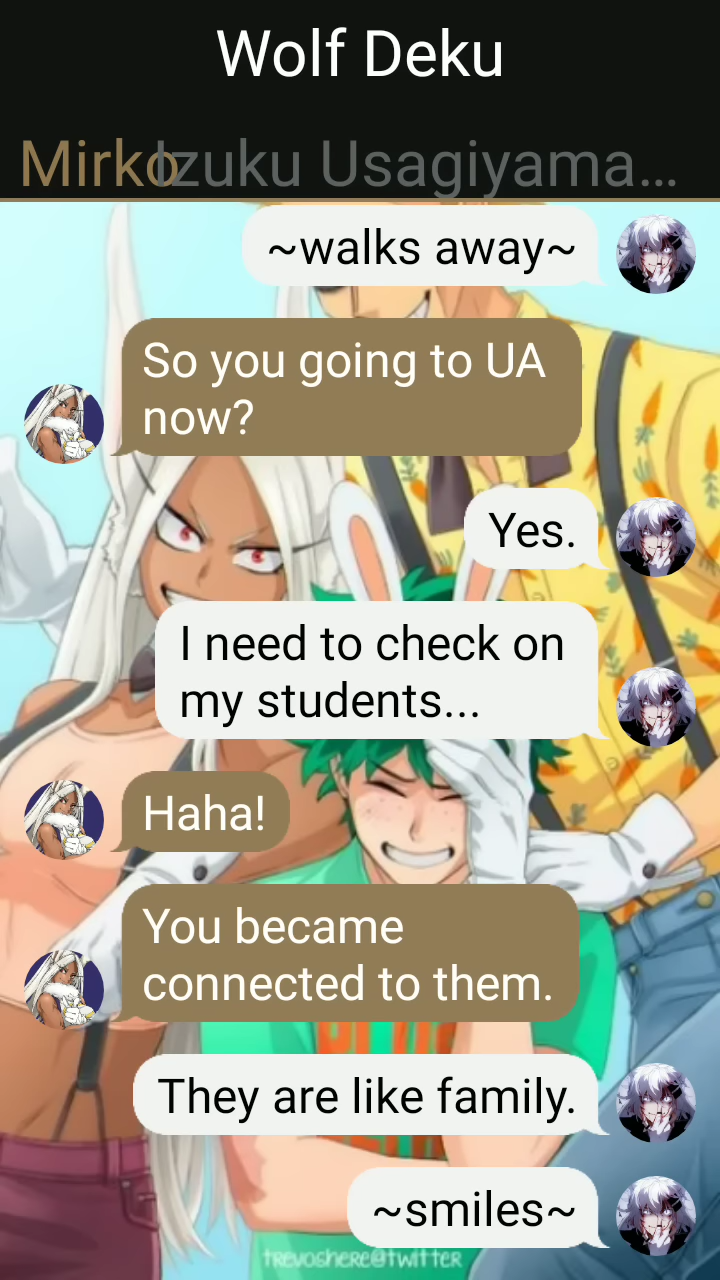 Wolf Deku
Mirko
Izuku Usagiyama...
~walks away~
So you going to UA
now?
Yes.
I need to check on
my students...
Haha!
You became
connected to them.
They are like family.
~smiles~
trevoshere@twitter